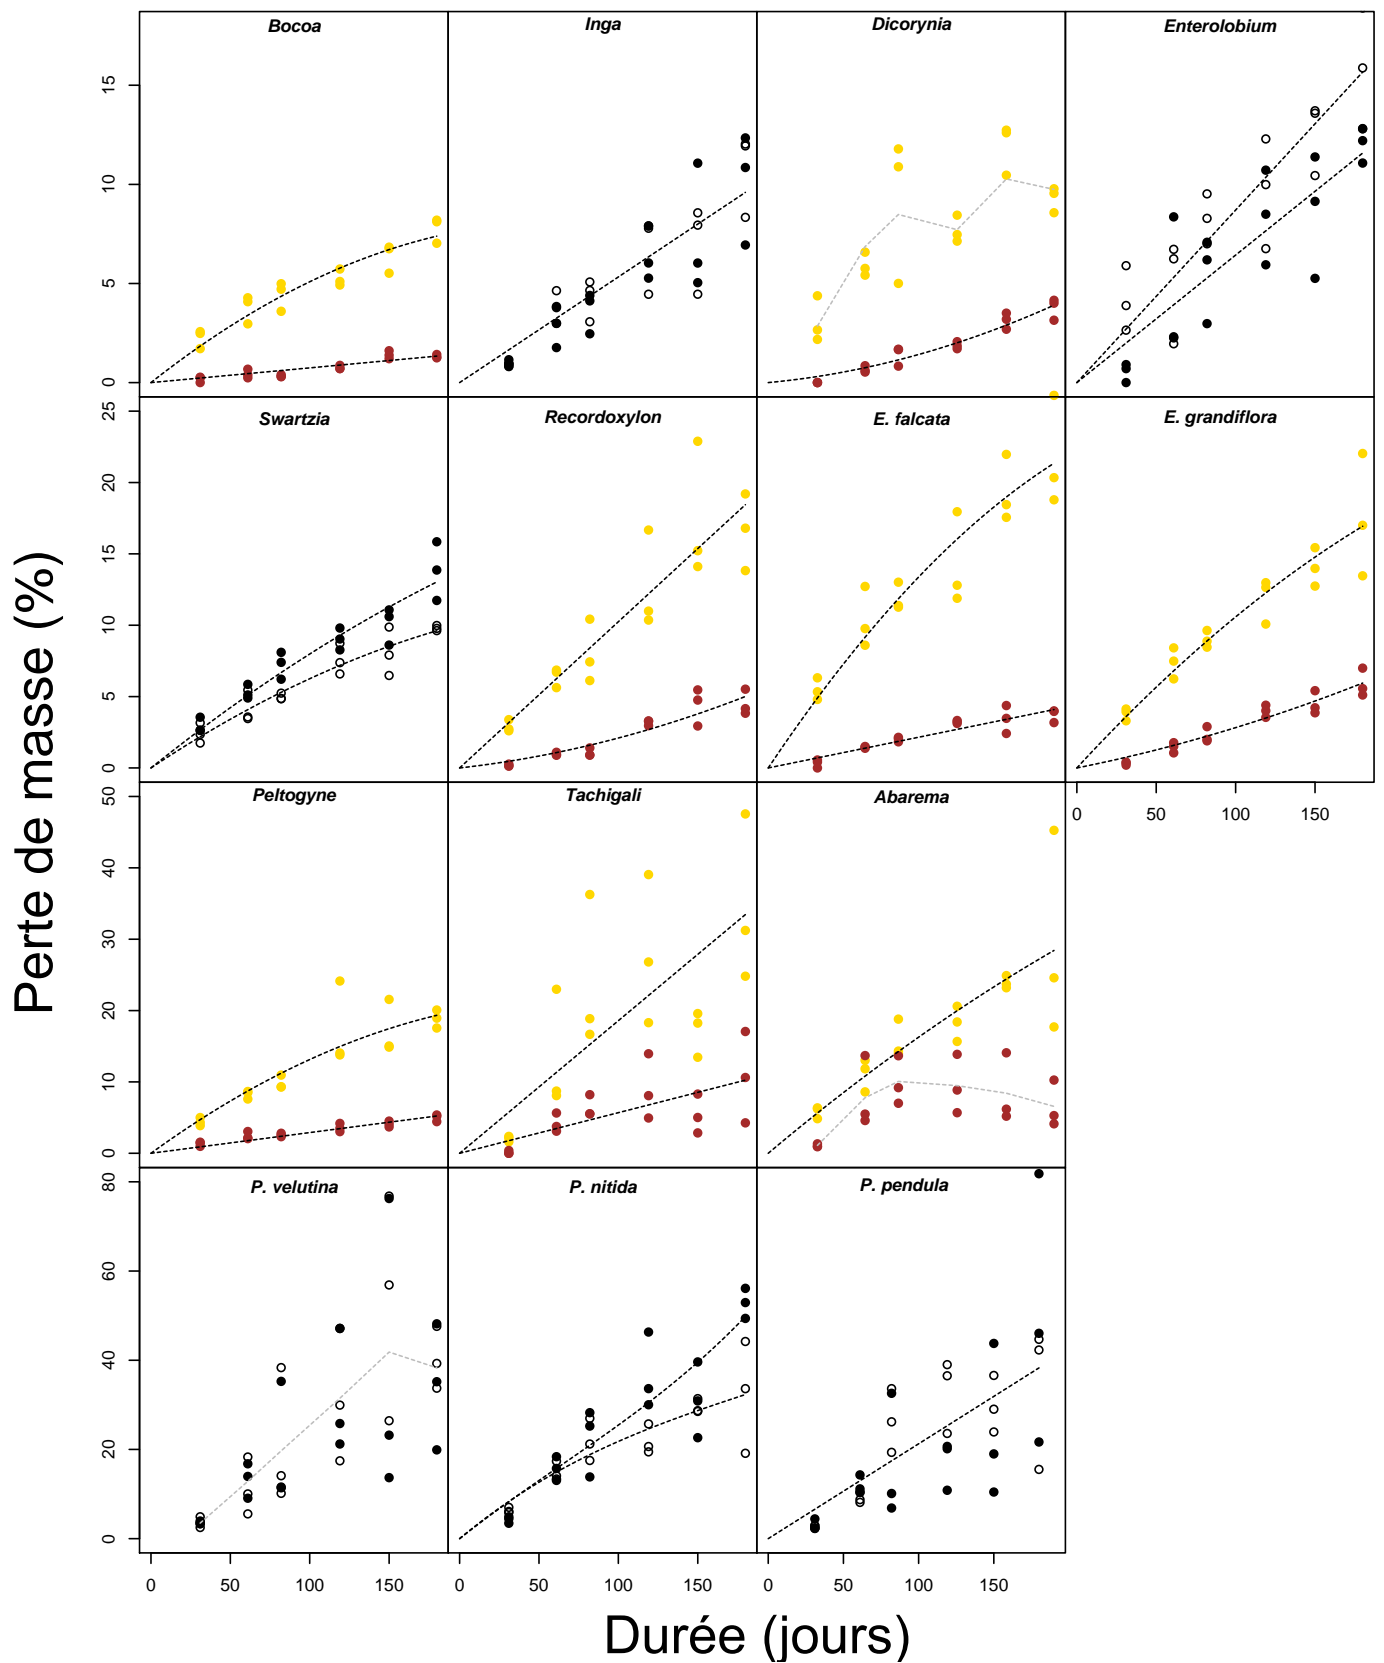 Bocoa
Inga
Dicorynia
Enterolobium
0
5
10
15
Swartzia
Recordoxylon
E. falcata
E. grandiflora
0
5
10
15
20
25
0
50
100
150
Peltogyne
Tachigali
Abarema
0
10
20
30
40
50
P. velutina
P. nitida
P. pendula
0
20
40
60
80
0
50
100
150
0
50
100
150
0
50
100
150
Perte de masse (%)
Durée (jours)